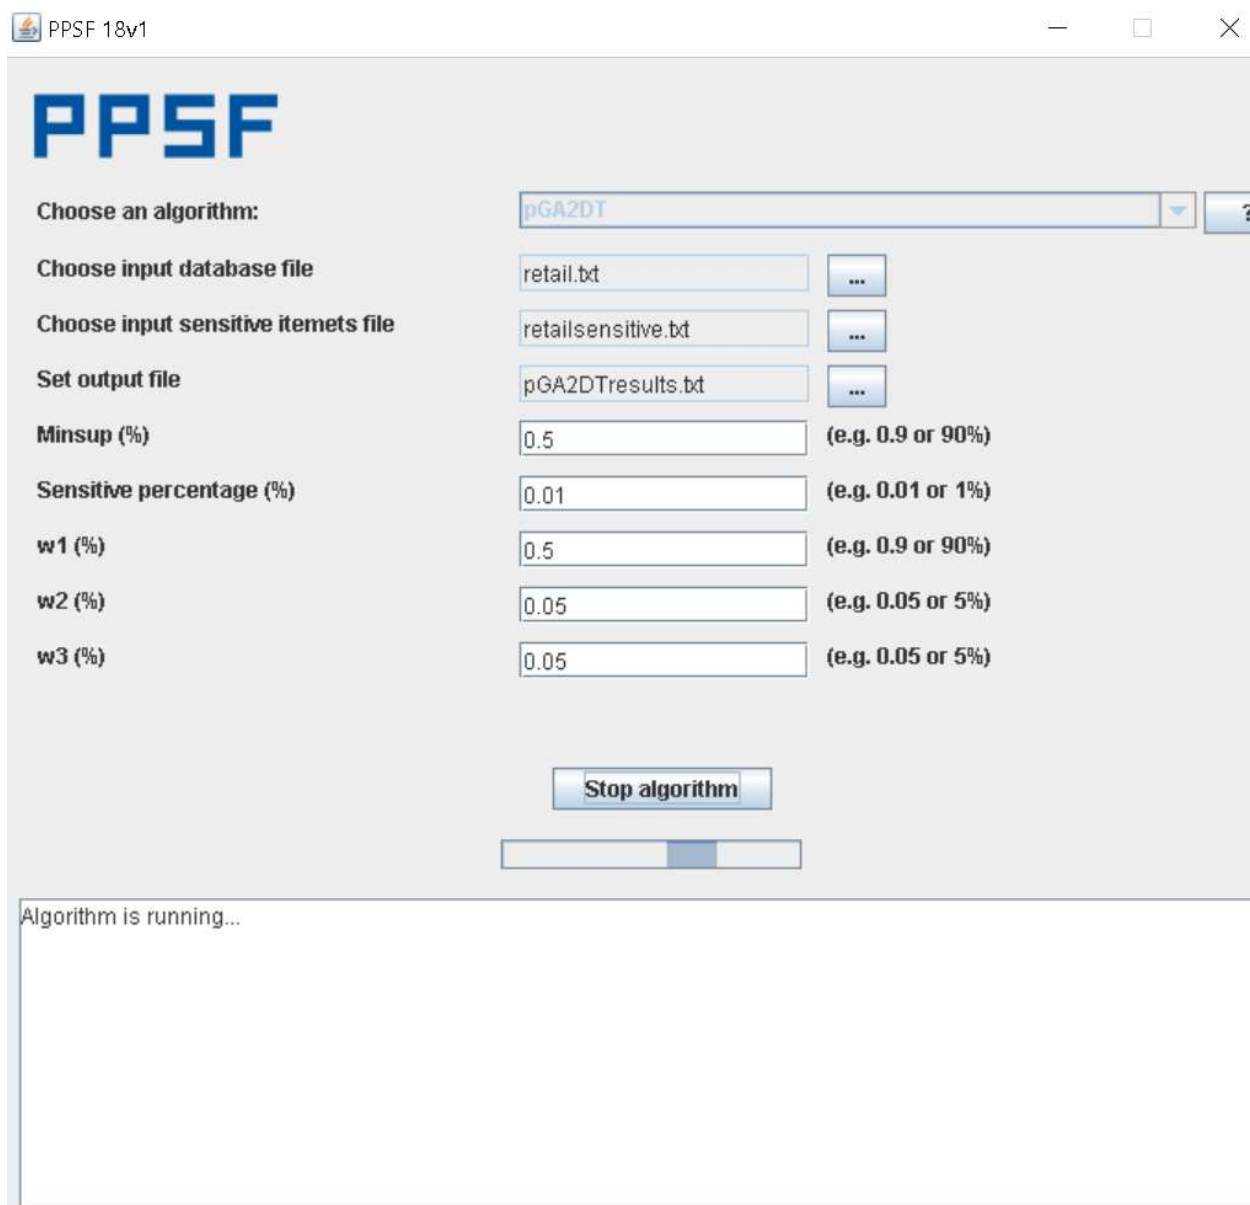 PPSF 18v1
PPSF
Choose an algorithm: pGA2DT ?
Choose input database file retail.txt ...
Choose input sensitive itemets file retailsensitive.txt ...
Set output file pGA2DTresults.txt ...
Minsup (%) 0.5 (e.g. 0.9 or 90%)
Sensitive percentage (%) 0.01 (e.g. 0.01 or 1%)
w1 (%) 0.5 (e.g. 0.9 or 90%)
w2 (%) 0.05 (e.g. 0.05 or 5%)
w3 (%) 0.05 (e.g. 0.05 or 5%)
Stop algorithm
Algorithm is running...